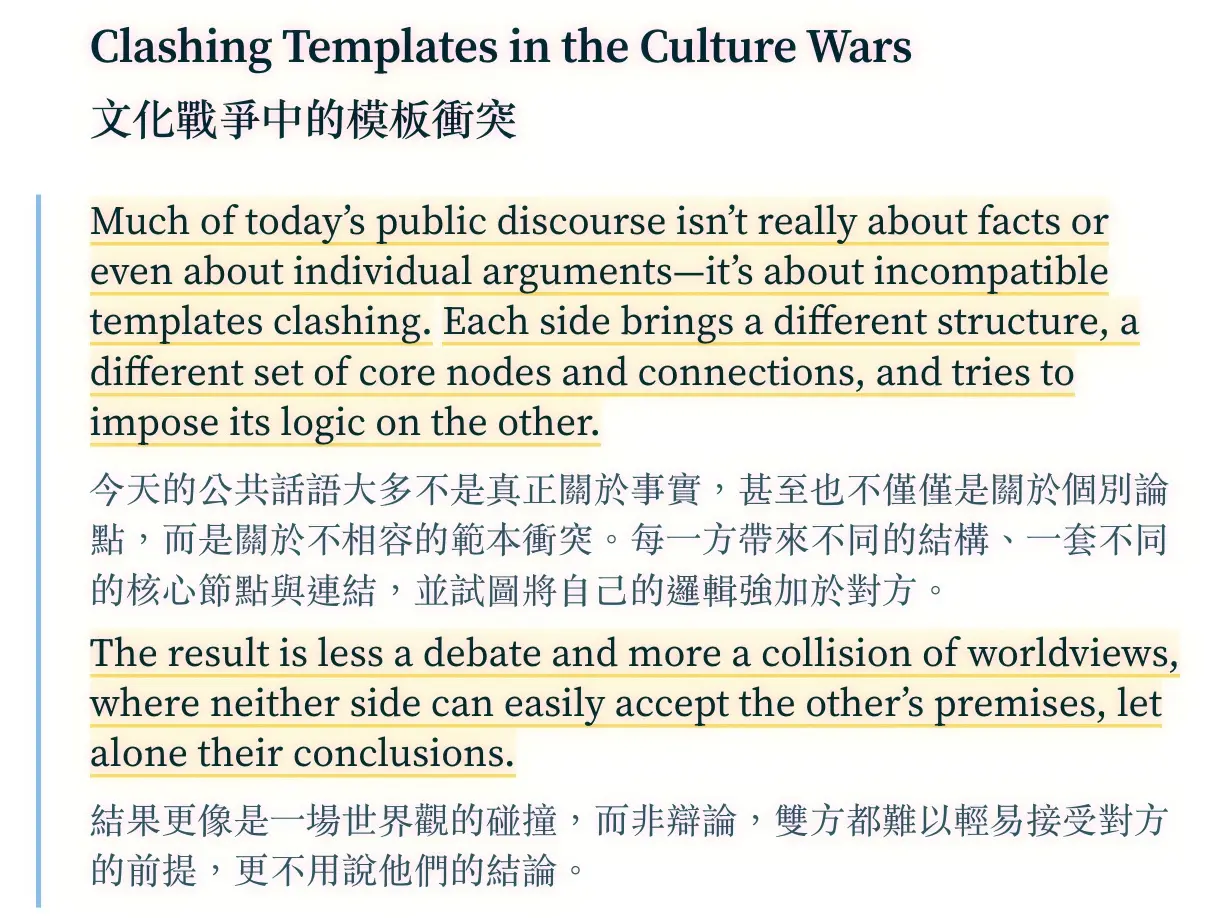 Clashing Templates in the Culture Wars
文化戰爭中的模板衝突
Much of today’s public discourse isn’t really about facts or
even about individual arguments—it’s about incompatible
templates clashing. Each side brings a different structure, a
different set of core nodes and connections, and tries to
impose its logic on the other.
今天的公共話語大多不是真正關於事實，甚至也不僅僅是關於個別論
點，而是關於不相容的範本衝突。每一方帶來不同的結構、一套不同
的核心節點與連結，並試圖將自己的邏輯強加於對方。
The result is less a debate and more a collision of worldviews,
where neither side can easily accept the other’s premises, let
alone their conclusions.
結果更像是一場世界觀的碰撞，而非辯論，雙方都難以輕易接受對方
的前提，更不用說他們的結論。